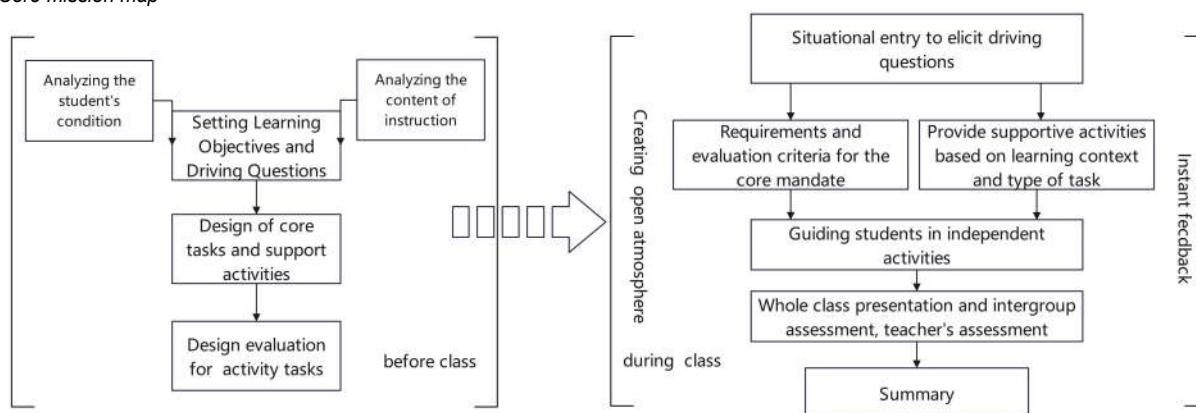 Core mission map
Analyzing the
student's
condition
Analyzing the
content of
instruction
Setting Learning
Objectives and
Driving Questions
Design of core
tasks and support
activities
Design evaluation
for activity tasks
before class
Situational entry to elicit driving
questions
Creating open atmosphere
Requirements and
evaluation criteria for the
core mandate
Provide supportive activities
based on learning context
and type of task
Instant fecdback
Guiding students in independent
activities
Whole class presentation and intergroup
assessment, teacher's assessment
during class
Summary